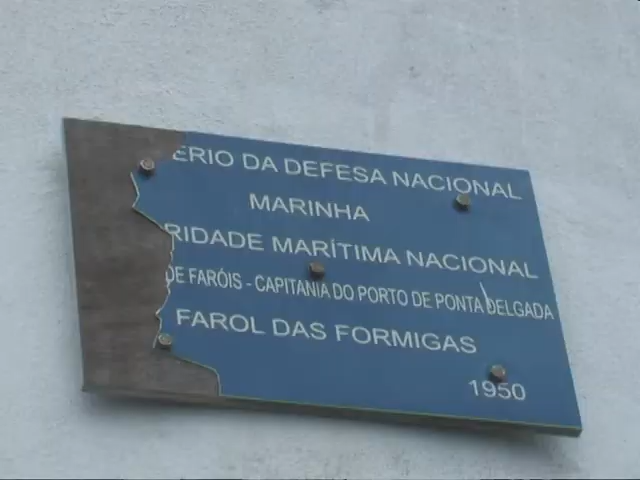 ERIO DA DEFESA NACIONAL
MARINHA
RIDADE MARÍTIMA NACIONAL
DE FARÓIS - CAPITANIA DO PORTO DE PONTA DELGADA
FAROL DAS FORMIGAS
1950